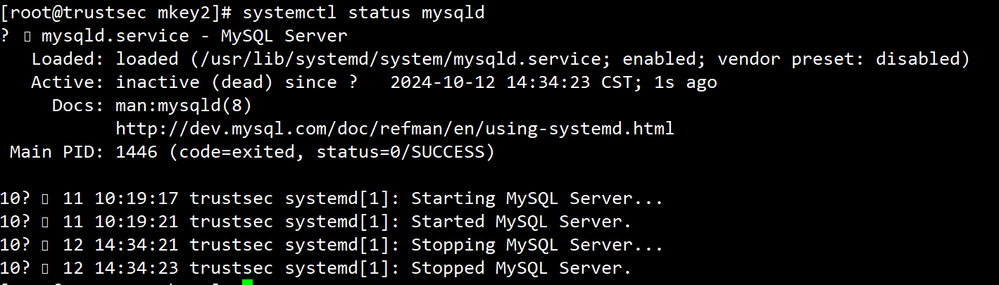 [root@trustsec mkey2]# systemctl status mysqld
? ▯ mysqld.service - MySQL Server
Loaded: loaded (/usr/lib/systemd/system/mysqld.service; enabled; vendor preset: disabled)
Active: inactive (dead) since ? 2024-10-12 14:34:23 CST; 1s ago
Docs: man:mysqld(8)
http://dev.mysql.com/doc/refman/en/using-systemd.html
Main PID: 1446 (code=exited, status=0/SUCCESS)
10? ▯ 11 10:19:17 trustsec systemd[1]: Starting MySQL Server...
10? ▯ 11 10:19:21 trustsec systemd[1]: Started MySQL Server.
10? ▯ 12 14:34:21 trustsec systemd[1]: Stopping MySQL Server...
10? ▯ 12 14:34:23 trustsec systemd[1]: Stopped MySQL Server.